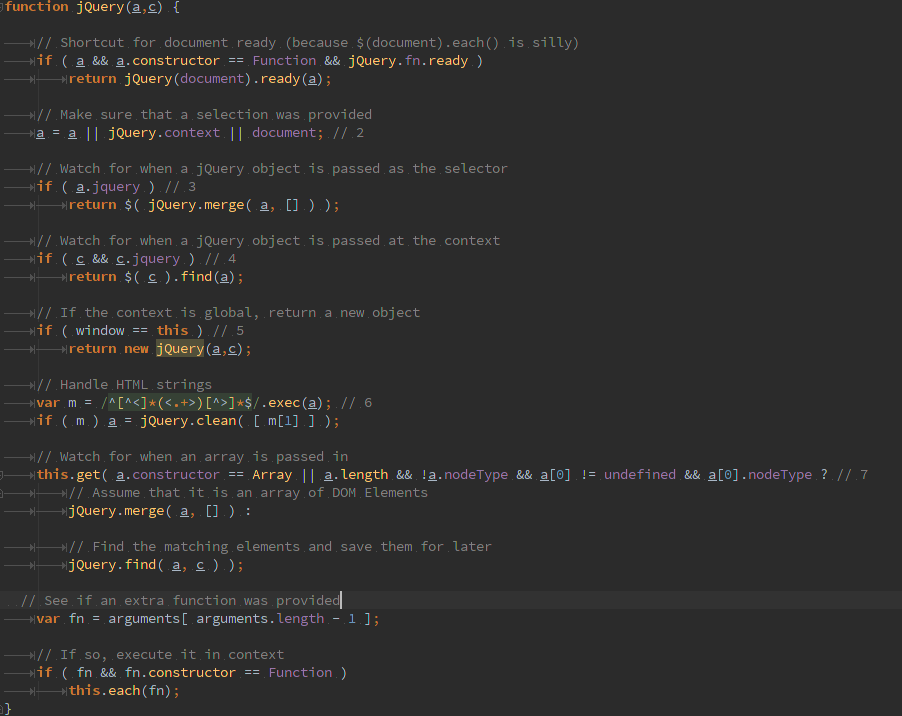 function jQuery(a,c) {
// Shortcut for document ready (because $(document).each() is silly)
if ( a && a.constructor == Function && jQuery.fn.ready )
return jQuery(document).ready(a);
// Make sure that a selection was provided
a = a || jQuery.context || document; // 2
// Watch for when a jQuery object is passed as the selector
if ( a.jquery ) // 3
return $( jQuery.merge( a, [] ) );
// Watch for when a jQuery object is passed at the context
if ( c && c.jquery ) // 4
return $( c ).find(a);
// If the context is global, return a new object
if ( window == this ) // 5
return new jQuery(a,c);
// Handle HTML strings
var m = /^[^<]*(<.+>)[^>]*$/.exec(a); // 6
if ( m ) a = jQuery.clean( [ m[1] ] );
// Watch for when an array is passed in
this.get( a.constructor == Array || a.length && !a.nodeType && a[0] != undefined && a[0].nodeType ? // 7
// Assume that it is an array of DOM Elements
jQuery.merge( a, [] ) :
// Find the matching elements and save them for later
jQuery.find( a, c ) );
// See if an extra function was provided
var fn = arguments[ arguments.length - 1 ];
// If so, execute it in context
if ( fn && fn.constructor == Function )
this.each(fn);
}